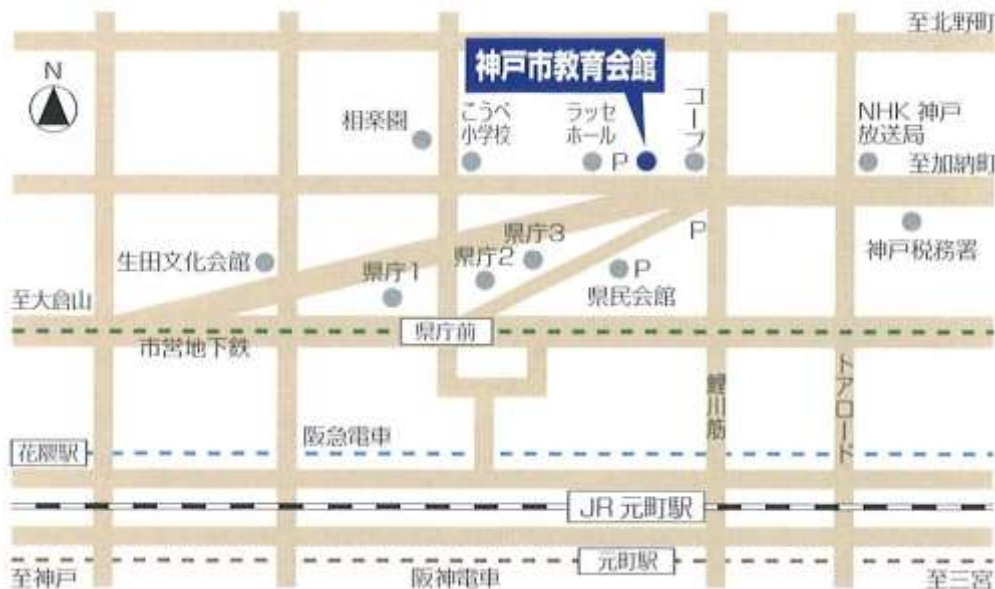 至北野町
神戸市教育会館
N
相楽園
こうべ
小学校
ラッセ
ホール
P
コープ
NHK 神戸
放送局
至加納町
生田文化会館
県庁1
県庁2
県庁3
P
県民会館
P
神戸税務署
至大倉山
県庁前
市営地下鉄
鯉川筋
トアロード
花隈駅
阪急電車
JR 元町駅
元町駅
至神戸
阪神電車
至三宮